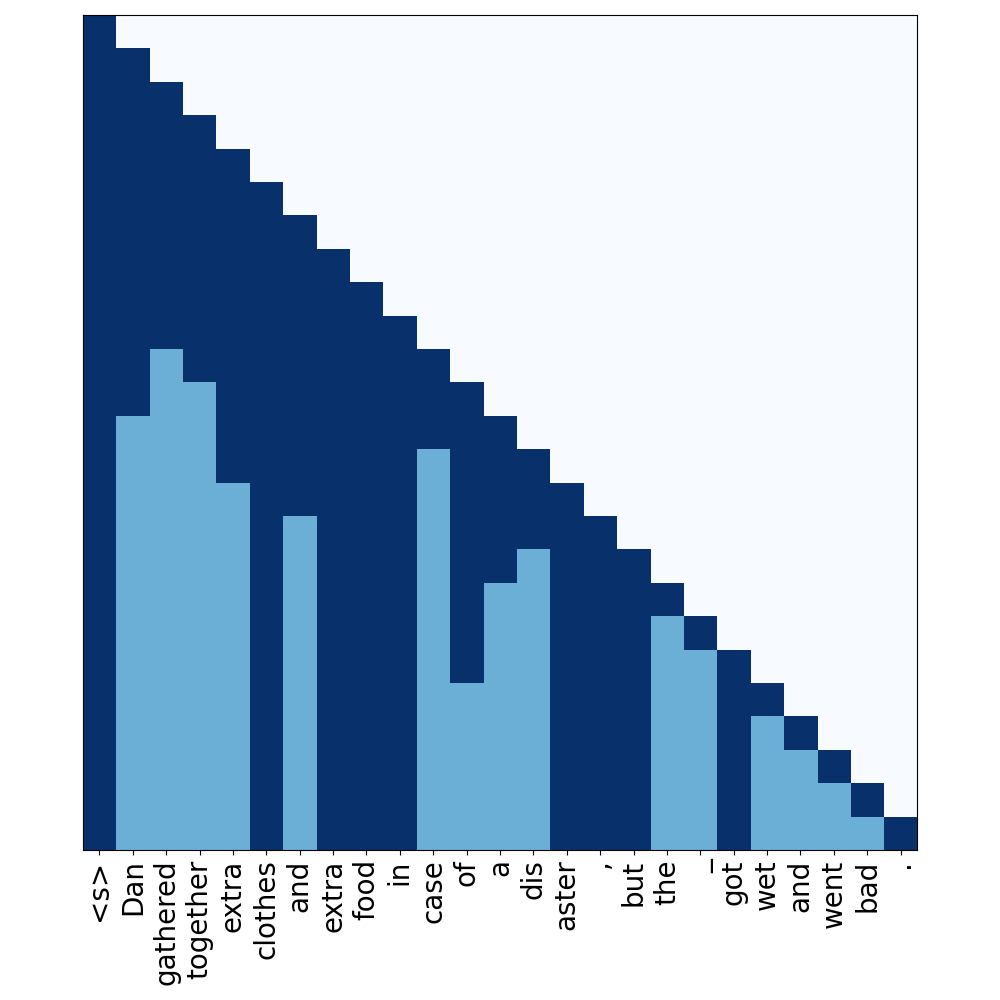 <s> Dan gathered together extra clothes and extra food in case of a dis aster , but the _ got wet and went bad .